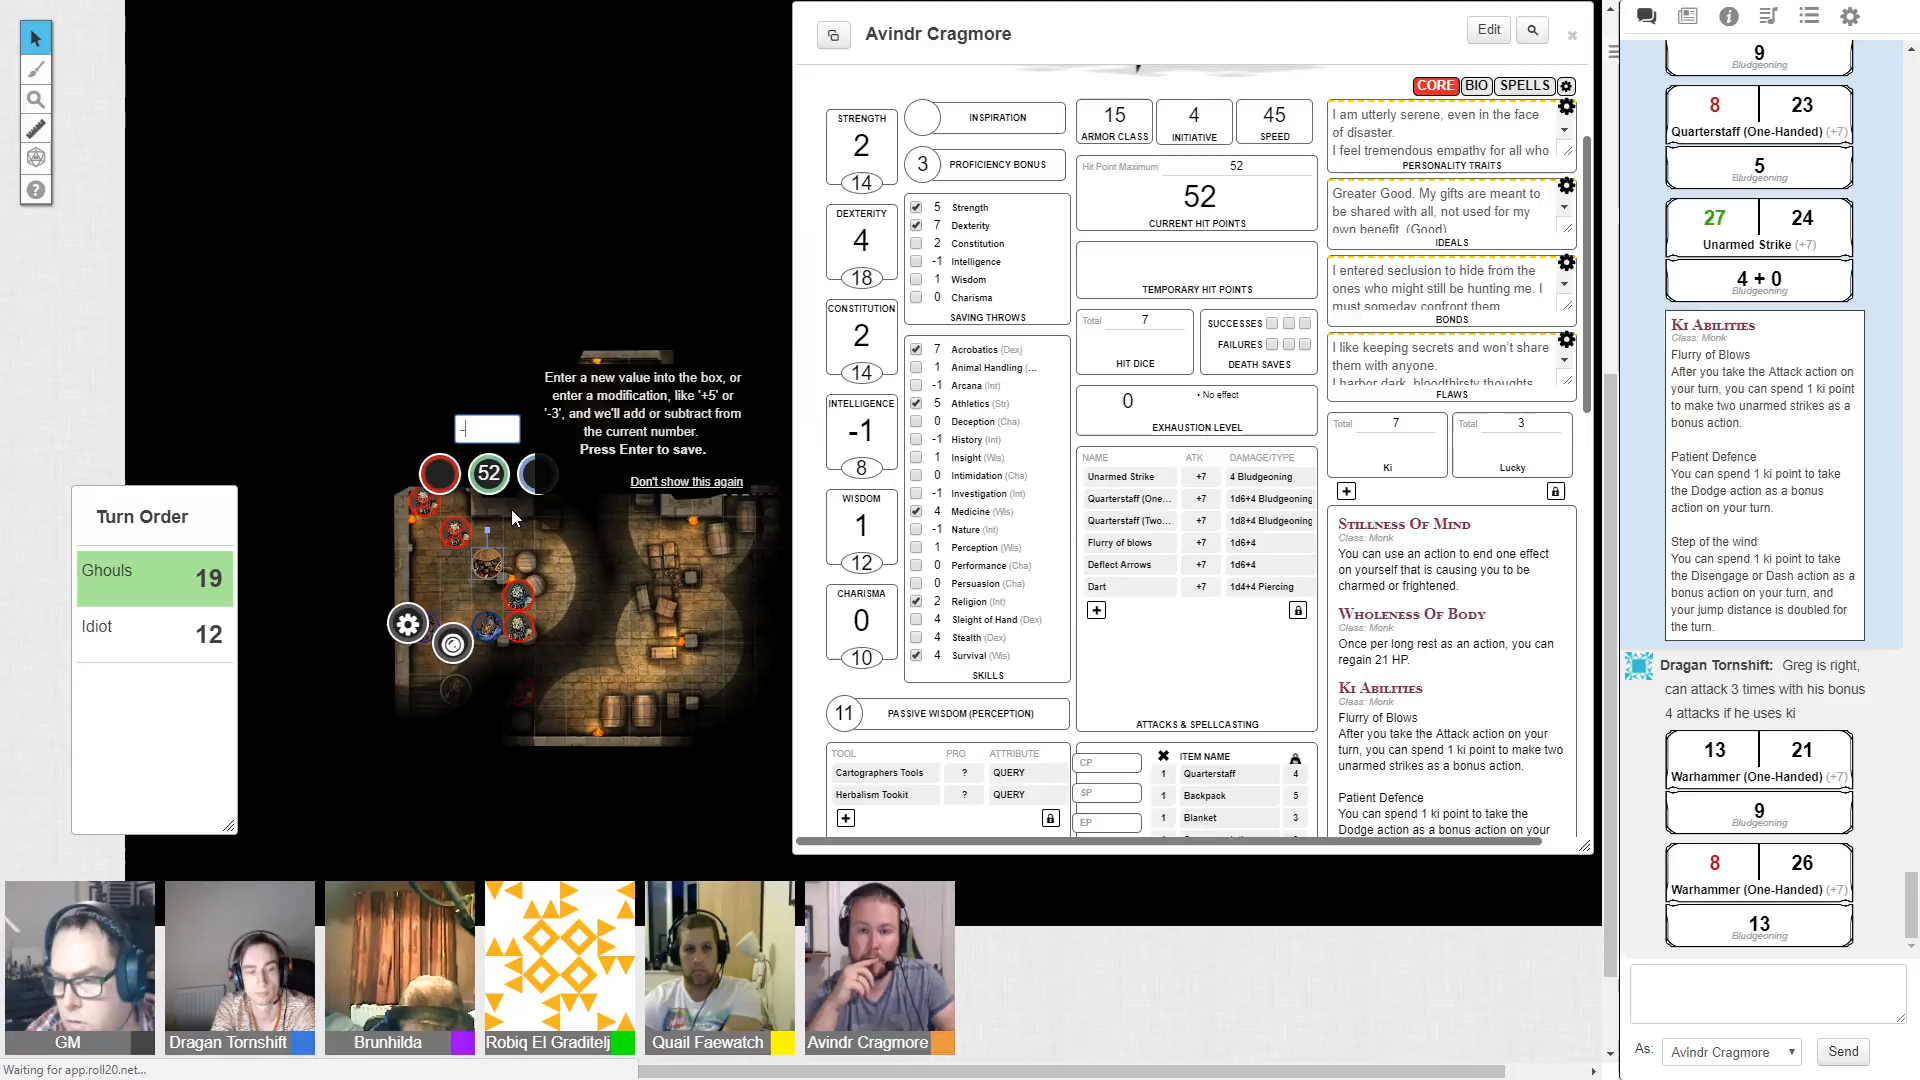 Avindr Cragmore
Edit
CORE
BIO
SPELLS
STRENGTH
2
14
DEXTERITY
4
18
CONSTITUTION
2
14
INTELLIGENCE
-1
8
WISDOM
1
12
CHARISMA
0
10
INSPIRATION
3
PROFICIENCY BONUS
5 Strength
7 Dexterity
2 Constitution
-1 Intelligence
1 Wisdom
0 Charisma
SAVING THROWS
7 Acrobatics (Dex)
1 Animal Handling (...
-1 Arcana (Int)
5 Athletics (Str)
0 Deception (Cha)
-1 History (Int)
1 Insight (Wis)
0 Intimidation (Cha)
-1 Investigation (Int)
4 Medicine (Wis)
-1 Nature (Int)
1 Perception (Wis)
0 Performance (Cha)
0 Persuasion (Cha)
2 Religion (Int)
4 Sleight of Hand (Dex)
4 Stealth (Dex)
4 Survival (Wis)
SKILLS
11 PASSIVE WISDOM (PERCEPTION)
TOOL PRO ATTRIBUTE
Cartographers Tools ? QUERY
Herbalism Tookit ? QUERY
15
ARMOR CLASS
4
INITIATIVE
45
SPEED
Hit Point Maximum 52
52
CURRENT HIT POINTS
TEMPORARY HIT POINTS
Total 7
HIT DICE
SUCCESSES
FAILURES
DEATH SAVES
0 • No effect
EXHAUSTION LEVEL
NAME ATK DAMAGE/TYPE
Unarmed Strike +7 4 Bludgeoning
Quarterstaff (One... +7 1d6+4 Bludgeoning
Quarterstaff (Two... +7 1d8+4 Bludgeoning
Flurry of blows +7 1d6+4
Deflect Arrows +7 1d6+4
Dart +7 1d4+4 Piercing
ATTACKS & SPELLCASTING
CP
SP
EP
ITEM NAME
1 Quarterstaff 4
1 Backpack 5
1 Blanket 3
I am utterly serene, even in the face
of disaster.
I feel tremendous empathy for all who
PERSONALITY TRAITS
Greater Good. My gifts are meant to
be shared with all, not used for my
own benefit. (Good)
IDEALS
I entered seclusion to hide from the
ones who might still be hunting me. I
must someday confront them
BONDS
I like keeping secrets and won't share
them with anyone.
I harbor dark, bloodthirsty thoughts
FLAWS
Total 7
Ki
Total 3
Lucky
STILLNESS OF MIND
Class: Monk
You can use an action to end one effect
on yourself that is causing you to be
charmed or frightened.
WHOLENESS OF BODY
Class: Monk
Once per long rest as an action, you can
regain 21 HP.
KI ABILITIES
Class: Monk
Flurry of Blows
After you take the Attack action on your
turn, you can spend 1 ki point to make two
unarmed strikes as a bonus action.
Patient Defence
You can spend 1 ki point to take the
Dodge action as a bonus action on your
Enter a new value into the box, or
enter a modification, like '+5' or
'-3', and we'll add or subtract from
the current number.
Press Enter to save.
Don't show this again
-
52
Turn Order
Ghouls 19
Idiot 12
9
Bludgeoning
8 23
Quarterstaff (One-Handed) (+7)
5
Bludgeoning
27 24
Unarmed Strike (+7)
4 + 0
Bludgeoning
KI ABILITIES
Class: Monk
Flurry of Blows
After you take the Attack action on
your turn, you can spend 1 ki point
to make two unarmed strikes as a
bonus action.
Patient Defence
You can spend 1 ki point to take
the Dodge action as a bonus
action on your turn.
Step of the wind
You can spend 1 ki point to take
the Disengage or Dash action as a
bonus action on your turn, and
your jump distance is doubled for
the turn.
Dragan Tornshift: Greg is right,
can attack 3 times with his bonus
4 attacks if he uses ki
13 21
Warhammer (One-Handed) (+7)
9
Bludgeoning
8 26
Warhammer (One-Handed) (+7)
13
Bludgeoning
As: Avindr Cragmore
Send
GM
Dragan Tornshift
Brunhilda
Robiq El Graditelj
Quail Faewatch
Avindr Cragmore
Waiting for app.roll20.net...